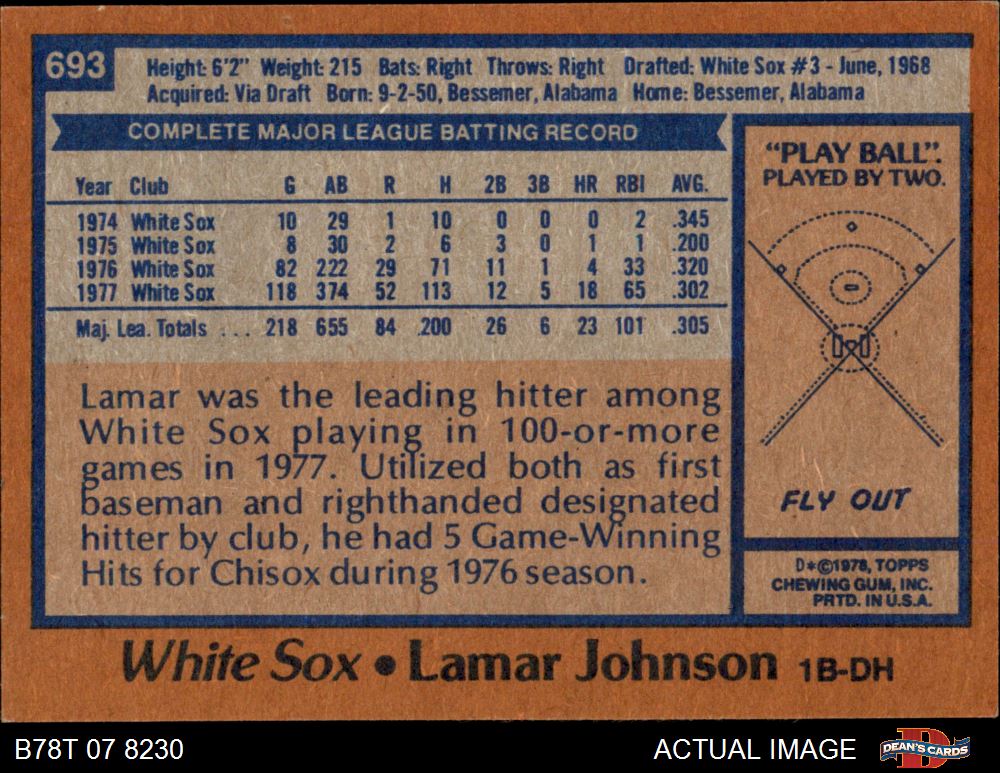 693
Height: 6'2" Weight: 215 Bats: Right Throws: Right Drafted: White Sox #3 - June, 1968
Acquired: Via Draft Born: 9-2-50, Bessemer, Alabama Home: Bessemer, Alabama
COMPLETE MAJOR LEAGUE BATTING RECORD
Year Club G AB R H 2B 3B HR RBI AVG.
1974 White Sox 10 29 1 10 0 0 0 2 .345
1975 White Sox 8 30 2 6 3 0 1 1 .200
1976 White Sox 82 222 29 71 11 1 4 33 .320
1977 White Sox 118 374 52 113 12 5 18 65 .302
Maj. Lea. Totals ... 218 655 84 200 26 6 23 101 .305
Lamar was the leading hitter among
White Sox playing in 100-or-more
games in 1977. Utilized both as first
baseman and righthanded designated
hitter by club, he had 5 Game-Winning
Hits for Chisox during 1976 season.
"PLAY BALL".
PLAYED BY TWO.
FLY OUT
D*©1978, TOPPS
CHEWING GUM, INC.
PRTD. IN U.S.A.
White Sox • Lamar Johnson 1B-DH
B78T 07 8230
ACTUAL IMAGE
DEAN'S CARDS